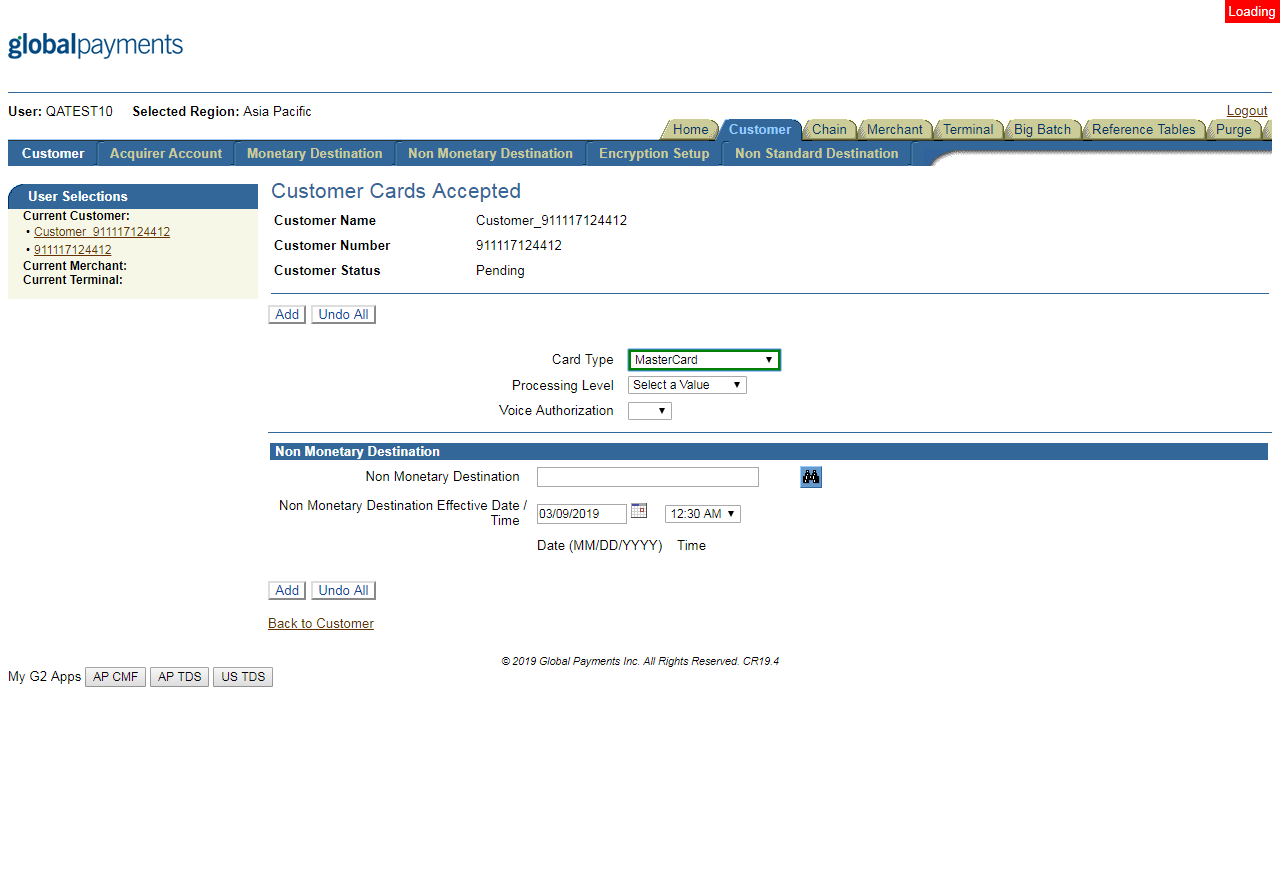 Loading
globalpayments
User: QATEST10 Selected Region: Asia Pacific
Logout
Home Customer Chain Merchant Terminal Big Batch Reference Tables Purge
Customer Acquirer Account Monetary Destination Non Monetary Destination Encryption Setup Non Standard Destination
User Selections
Current Customer:
• Customer_911117124412
• 911117124412
Current Merchant:
Current Terminal:
Customer Cards Accepted
Customer Name Customer_911117124412
Customer Number 911117124412
Customer Status Pending
Add Undo All
Card Type MasterCard
Processing Level Select a Value
Voice Authorization
Non Monetary Destination
Non Monetary Destination
Non Monetary Destination Effective Date /
Time 03/09/2019 12:30 AM
Date (MM/DD/YYYY) Time
Add Undo All
Back to Customer
© 2019 Global Payments Inc. All Rights Reserved. CR19.4
My G2 Apps AP CMF AP TDS US TDS